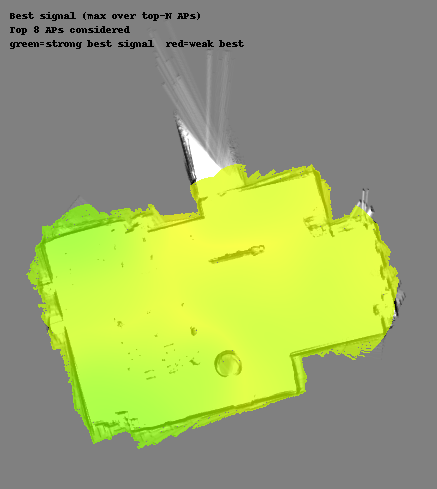 Best signal (max over top-N APs)
Top 8 APs considered
green=strong best signal  red=weak best